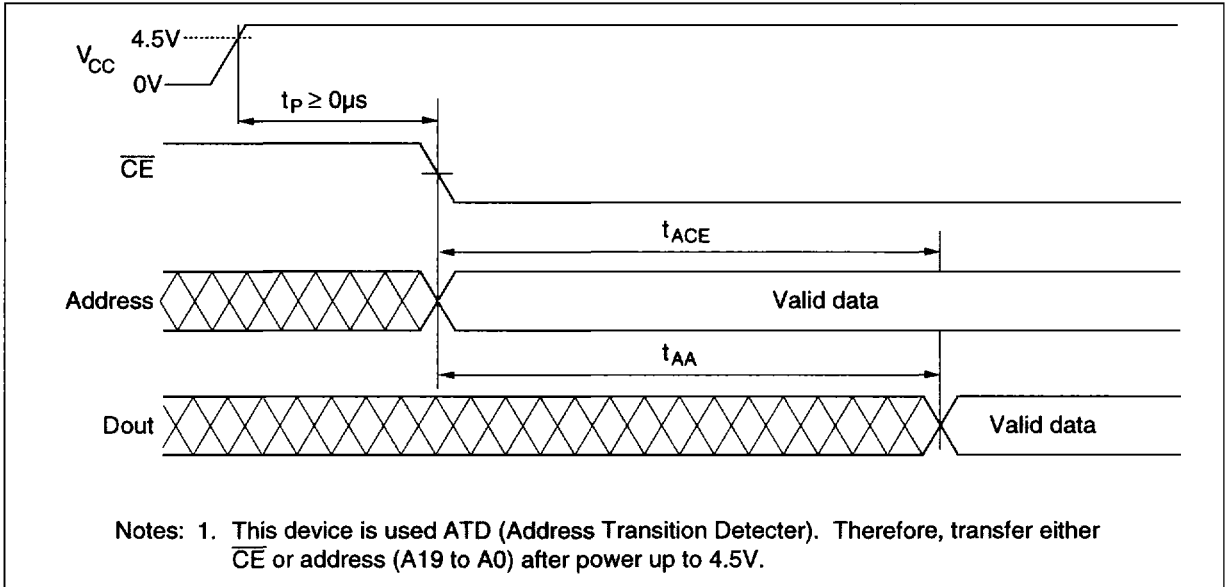 4.5V
VCC
0V
tP ≥ 0µs
CE
tACE
Address
Valid data
tAA
Dout
Valid data
Notes: 1. This device is used ATD (Address Transition Detecter). Therefore, transfer either
CE or address (A19 to A0) after power up to 4.5V.